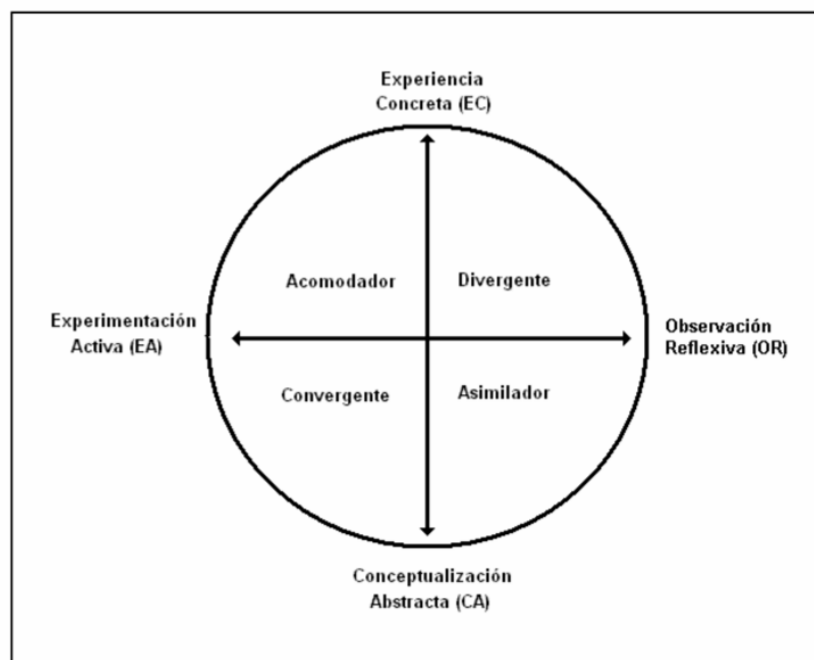 Experiencia
Concreta (EC)
Acomodador
Divergente
Experimentación
Activa (EA)
Observación
Reflexiva (OR)
Convergente
Asimilador
Conceptualización
Abstracta (CA)